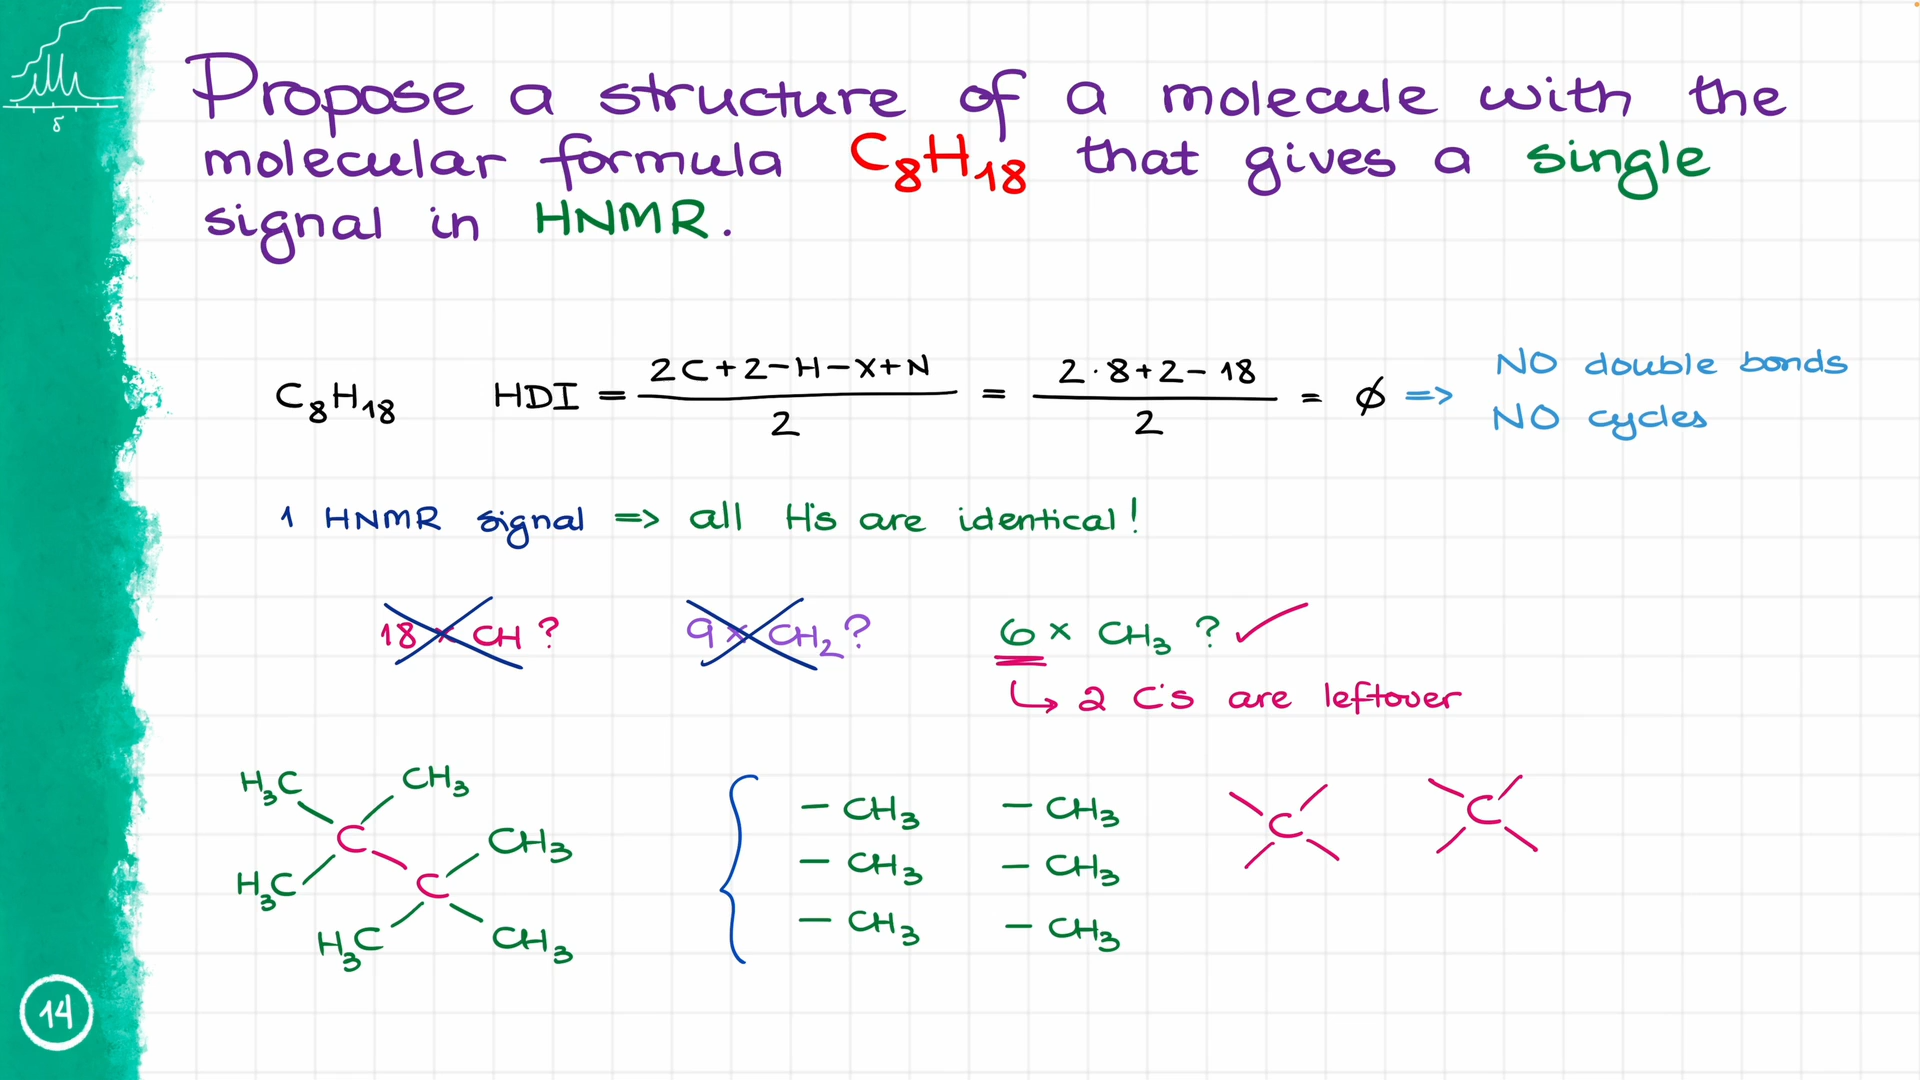 δ
Propose a structure of a molecule with the
molecular formula C₈H₁₈ that gives a single
signal in HNMR.
C₈H₁₈ HDI = (2C+2-H-X+N)/2 = (2·8+2-18)/2 = ∅ => NO double bonds
NO cycles
1 HNMR signal => all H's are identical!
18 x CH ? 9 x CH₂ ? 6 x CH₃ ? ✓
↳ 2 C's are leftover
H₃C CH₃
C CH₃
H₃C C
H₃C CH₃
{ - CH₃ - CH₃ C C
- CH₃ - CH₃
- CH₃ - CH₃
14